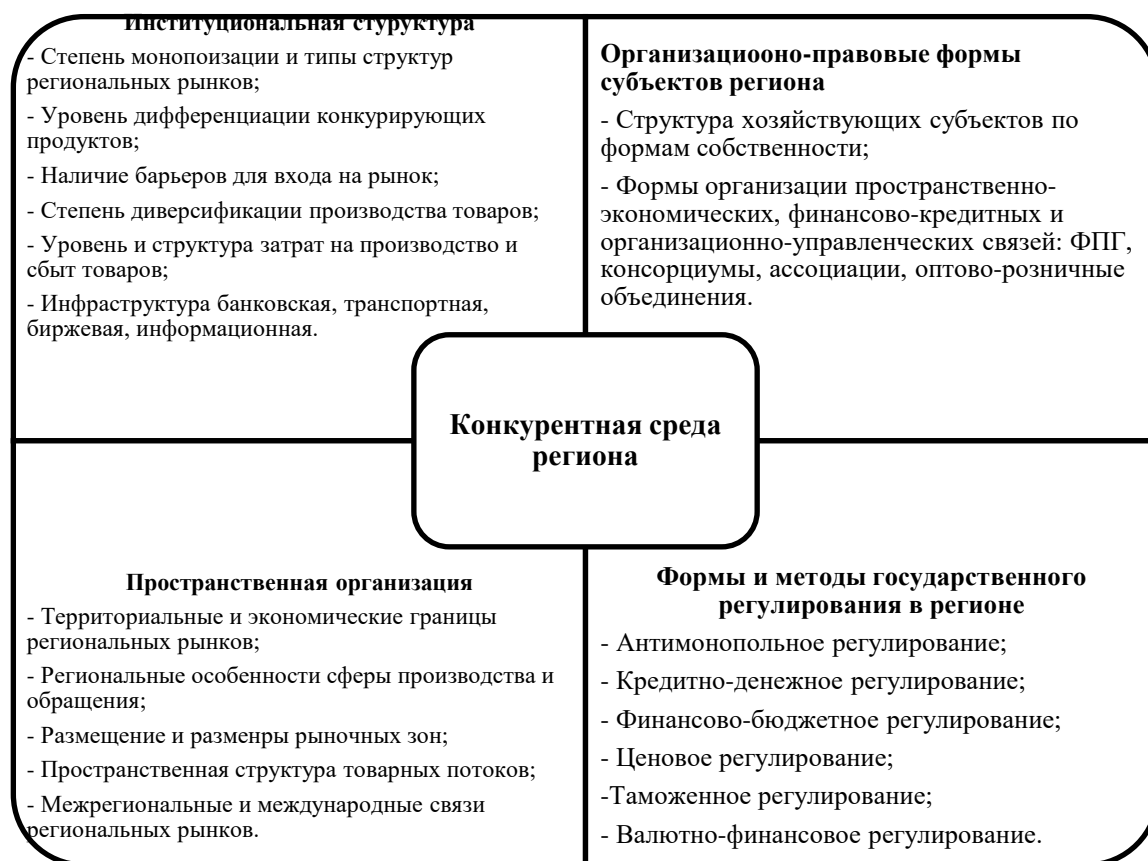 Институциональная стуруктура
- Степень монопоизации и типы структур
региональных рынков;
- Уровень дифференциации конкурирующих
продуктов;
- Наличие барьеров для входа на рынок;
- Степень диверсификации производства товаров;
- Уровень и структура затрат на производство и
сбыт товаров;
- Инфраструктура банковская, транспортная,
биржевая, информационная.
Организациооно-правовые формы
субъектов региона
- Структура хозяйствующих субъектов по
формам собственности;
- Формы организации пространственно-
экономических, финансово-кредитных и
организационно-управленческих связей: ФПГ,
консорциумы, ассоциации, оптово-розничные
объединения.
Конкурентная среда
региона
Пространственная организация
- Территориальные и экономические границы
региональных рынков;
- Региональные особенности сферы производства и
обращения;
- Размещение и разменры рыночных зон;
- Пространственная структура товарных потоков;
- Межрегиональные и международные связи
региональных рынков.
Формы и методы государственного
регулирования в регионе
- Антимонопольное регулирование;
- Кредитно-денежное регулирование;
- Финансово-бюджетное регулирование;
- Ценовое регулирование;
-Таможенное регулирование;
- Валютно-финансовое регулирование.